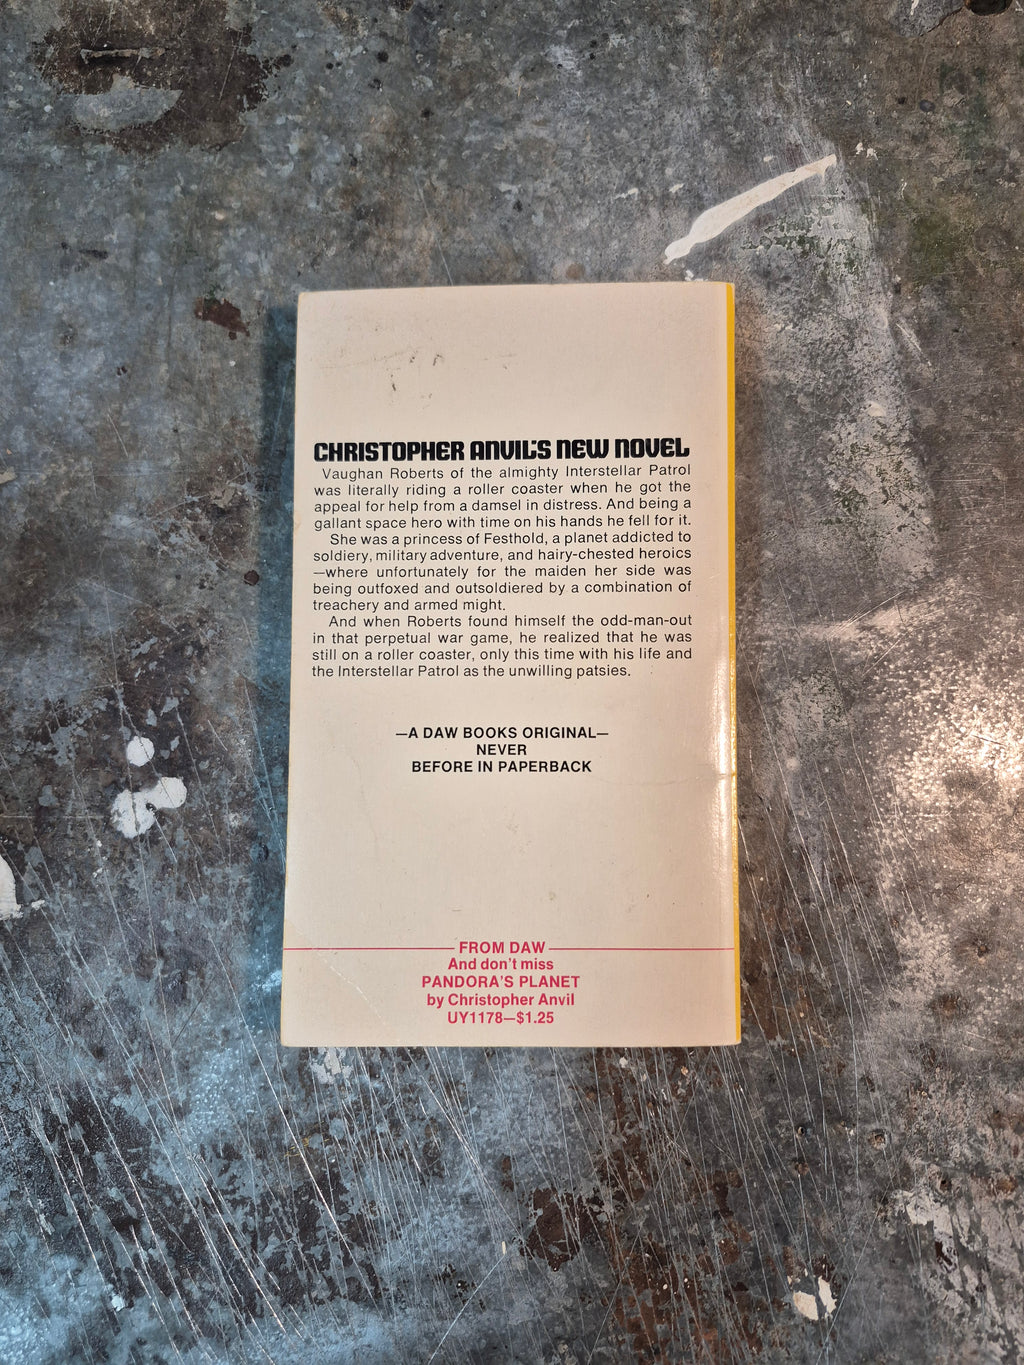 CHRISTOPHER ANVIL'S NEW NOVEL
Vaughan Roberts of the almighty Interstellar Patrol
was literally riding a roller coaster when he got the
appeal for help from a damsel in distress. And being a
gallant space hero with time on his hands he fell for it.
She was a princess of Festhold, a planet addicted to
soldiery, military adventure, and hairy-chested heroics
—where unfortunately for the maiden her side was
being outfoxed and outsoldiered by a combination of
treachery and armed might.
And when Roberts found himself the odd-man-out
in that perpetual war game, he realized that he was
still on a roller coaster, only this time with his life and
the Interstellar Patrol as the unwilling patsies.
—A DAW BOOKS ORIGINAL—
NEVER
BEFORE IN PAPERBACK
FROM DAW
And don't miss
PANDORA'S PLANET
by Christopher Anvil
UY1178—$1.25